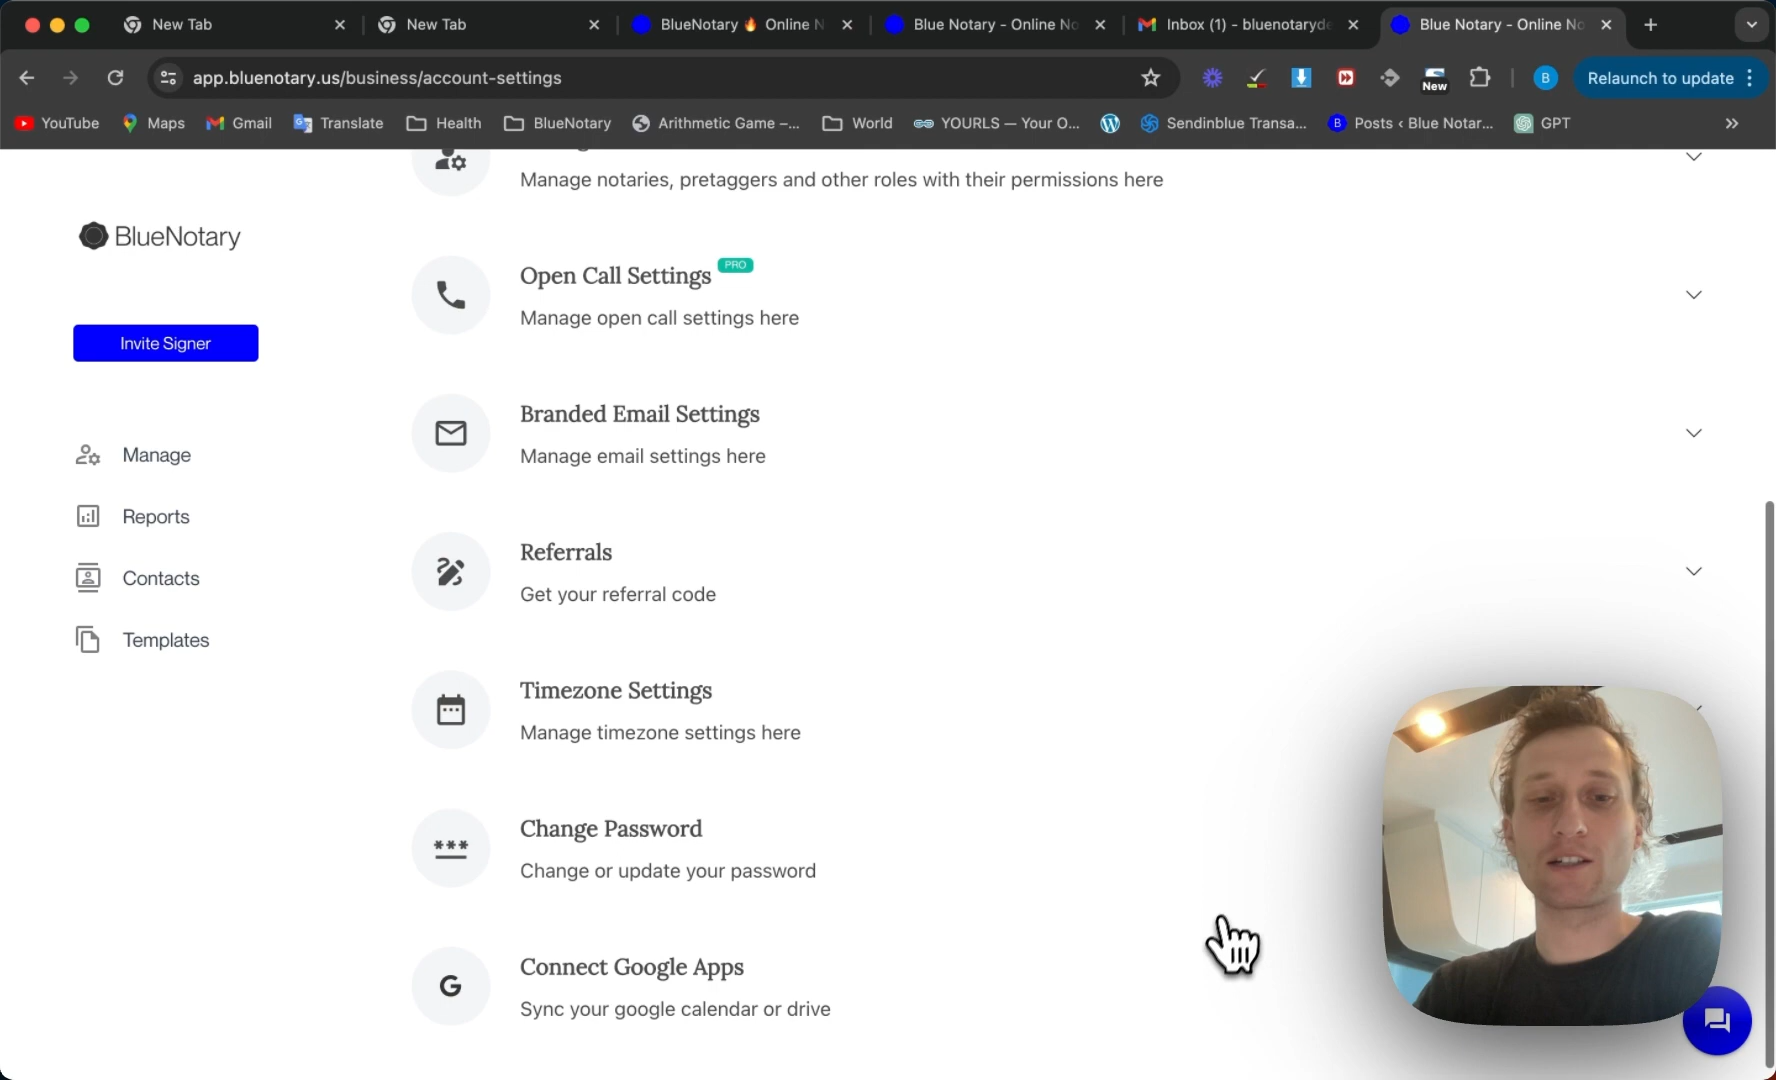 New Tab
New Tab
BlueNotary 🔥 Online N
Blue Notary - Online No
Inbox (1) - bluenotaryde
Blue Notary - Online No
app.bluenotary.us/business/account-settings
New
B
Relaunch to update
YouTube
Maps
Gmail
Translate
Health
BlueNotary
Arithmetic Game –...
World
YOURLS — Your O...
Sendinblue Transa...
B
Posts ‹ Blue Notar...
GPT
Manage notaries, pretaggers and other roles with their permissions here
BlueNotary
Open Call Settings PRO
Manage open call settings here
Invite Signer
Branded Email Settings
Manage email settings here
Manage
Reports
Contacts
Templates
Referrals
Get your referral code
Timezone Settings
Manage timezone settings here
***
Change Password
Change or update your password
G
Connect Google Apps
Sync your google calendar or drive